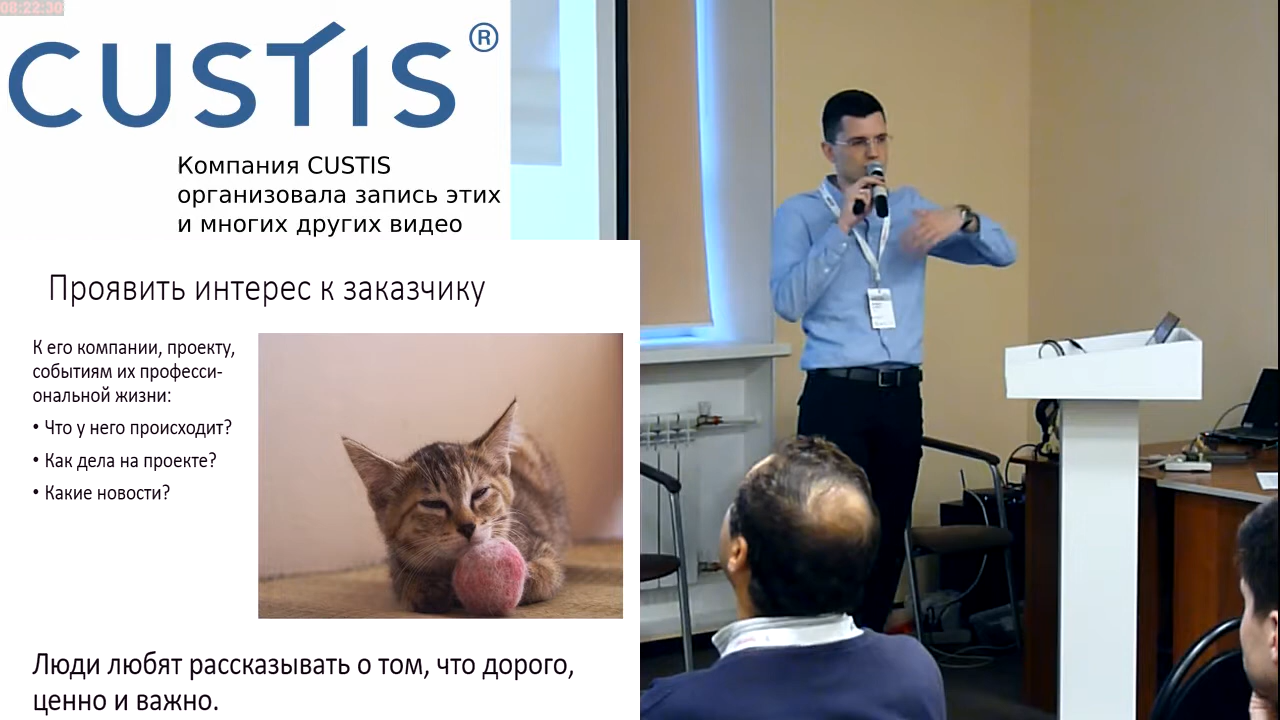 08:22:30
CUSTIS®
Компания CUSTIS
организовала запись этих
и многих других видео
Проявить интерес к заказчику
К его компании, проекту,
событиям их професси-
ональной жизни:
• Что у него происходит?
• Как дела на проекте?
• Какие новости?
Люди любят рассказывать о том, что дорого,
ценно и важно.